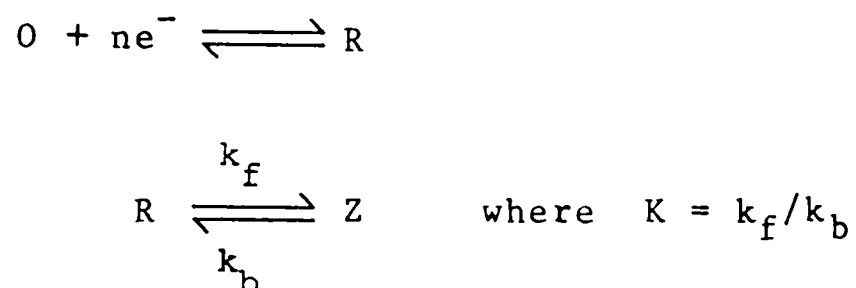 O + ne⁻ ⇌ R
k_f
R ⇌ Z where K = k_f/k_b
k_b